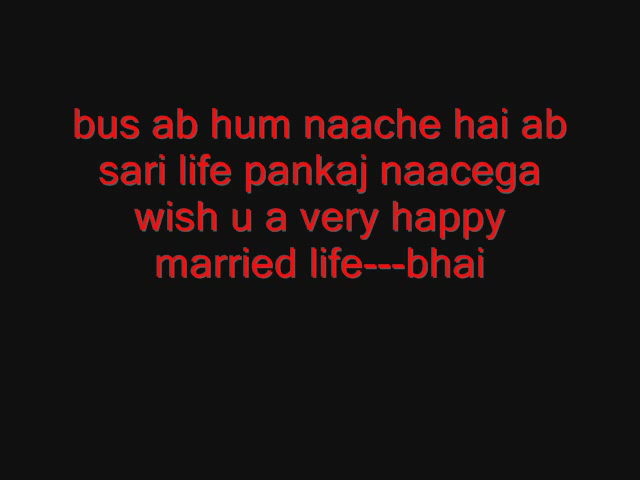 bus ab hum naache hai ab
sari life pankaj naacega
wish u a very happy
married life---bhai